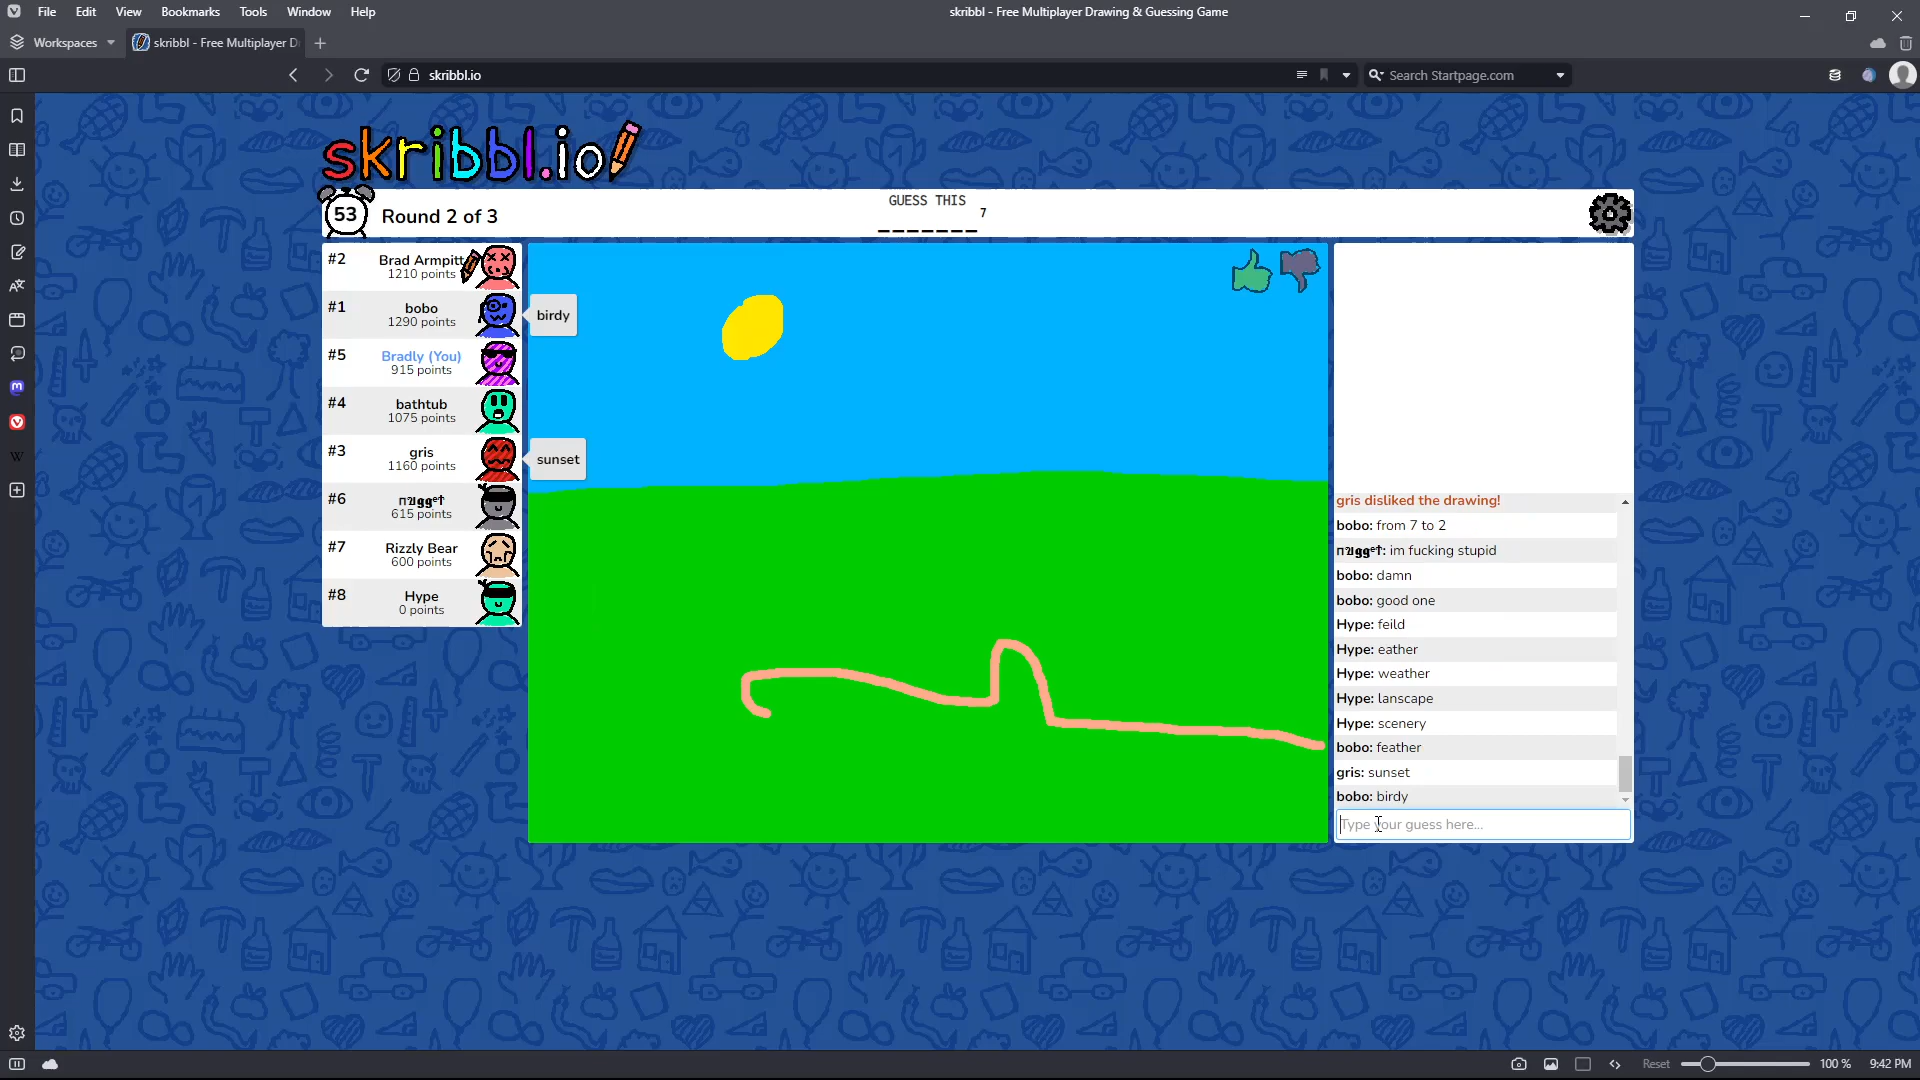 File Edit View Bookmarks Tools Window Help
skribbl - Free Multiplayer Drawing & Guessing Game
Workspaces
skribbl - Free Multiplayer D
skribbl.io
Search Startpage.com
skribbl.io
53
Round 2 of 3
GUESS THIS
_______ 7
#2 Brad Armpitt
1210 points
#1 bobo
1290 points
birdy
#5 Bradly (You)
915 points
#4 bathtub
1075 points
#3 gris
1160 points
sunset
#6
615 points
#7 Rizzly Bear
600 points
#8 Hype
0 points
gris disliked the drawing!
bobo: from 7 to 2
im fucking stupid
bobo: damn
bobo: good one
Hype: feild
Hype: eather
Hype: weather
Hype: lanscape
Hype: scenery
bobo: feather
gris: sunset
bobo: birdy
Type your guess here...
Reset
100 %
9:42 PM